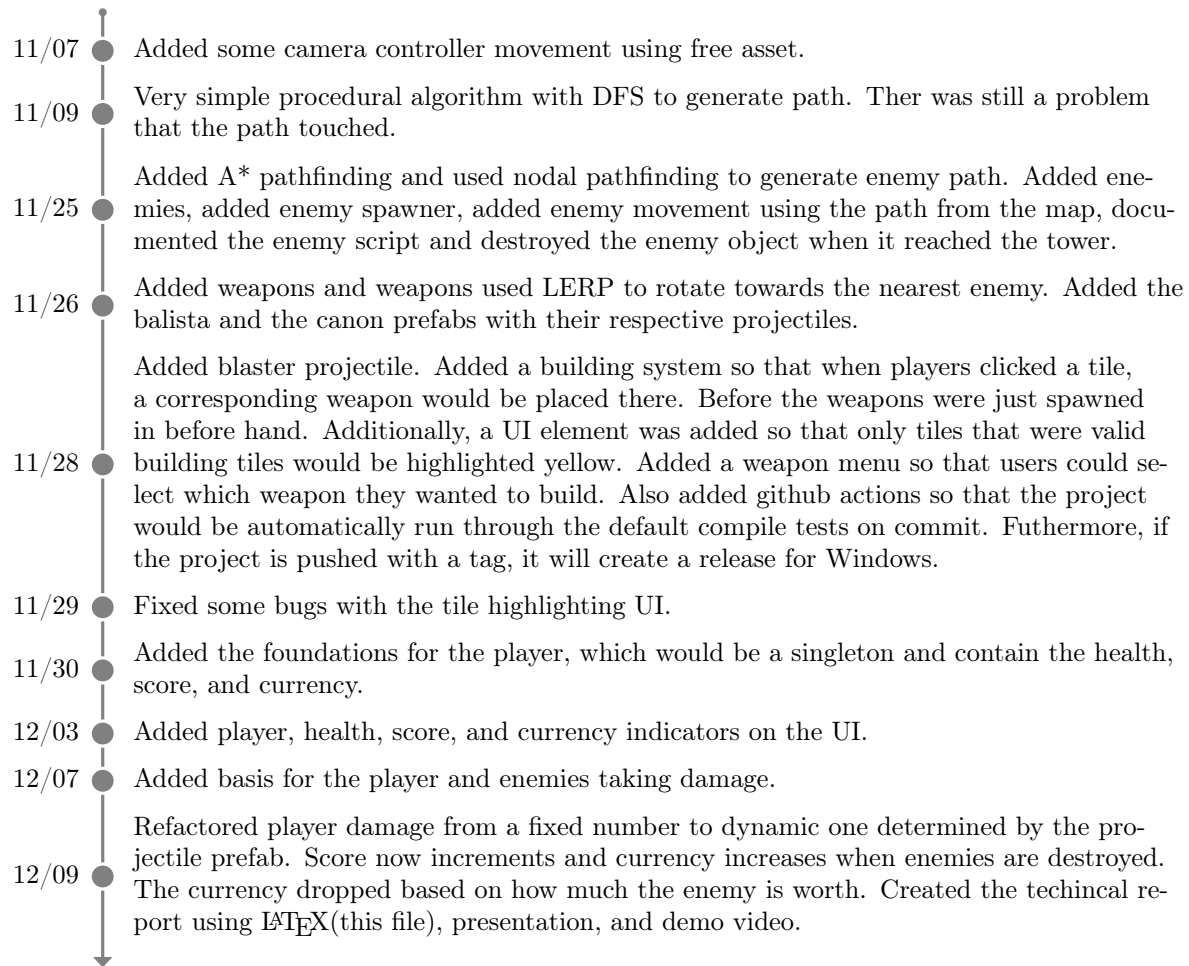 11/07 Added some camera controller movement using free asset.
11/09 Very simple procedural algorithm with DFS to generate path. Ther was still a problem
that the path touched.
Added A* pathfinding and used nodal pathfinding to generate enemy path. Added ene-
11/25 mies, added enemy spawner, added enemy movement using the path from the map, docu-
mented the enemy script and destroyed the enemy object when it reached the tower.
11/26 Added weapons and weapons used LERP to rotate towards the nearest enemy. Added the
balista and the canon prefabs with their respective projectiles.
Added blaster projectile. Added a building system so that when players clicked a tile,
a corresponding weapon would be placed there. Before the weapons were just spawned
in before hand. Additionally, a UI element was added so that only tiles that were valid
11/28 building tiles would be highlighted yellow. Added a weapon menu so that users could se-
lect which weapon they wanted to build. Also added github actions so that the project
would be automatically run through the default compile tests on commit. Futhermore, if
the project is pushed with a tag, it will create a release for Windows.
11/29 Fixed some bugs with the tile highlighting UI.
11/30 Added the foundations for the player, which would be a singleton and contain the health,
score, and currency.
12/03 Added player, health, score, and currency indicators on the UI.
12/07 Added basis for the player and enemies taking damage.
Refactored player damage from a fixed number to dynamic one determined by the pro-
12/09 jectile prefab. Score now increments and currency increases when enemies are destroyed.
The currency dropped based on how much the enemy is worth. Created the techincal re-
port using LATEX(this file), presentation, and demo video.